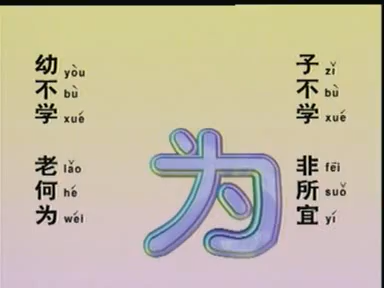 子不学
zǐ bù xué
非所宜
fēi suǒ yí
幼不学
yòu bù xué
老何为
lǎo hé wéi
为